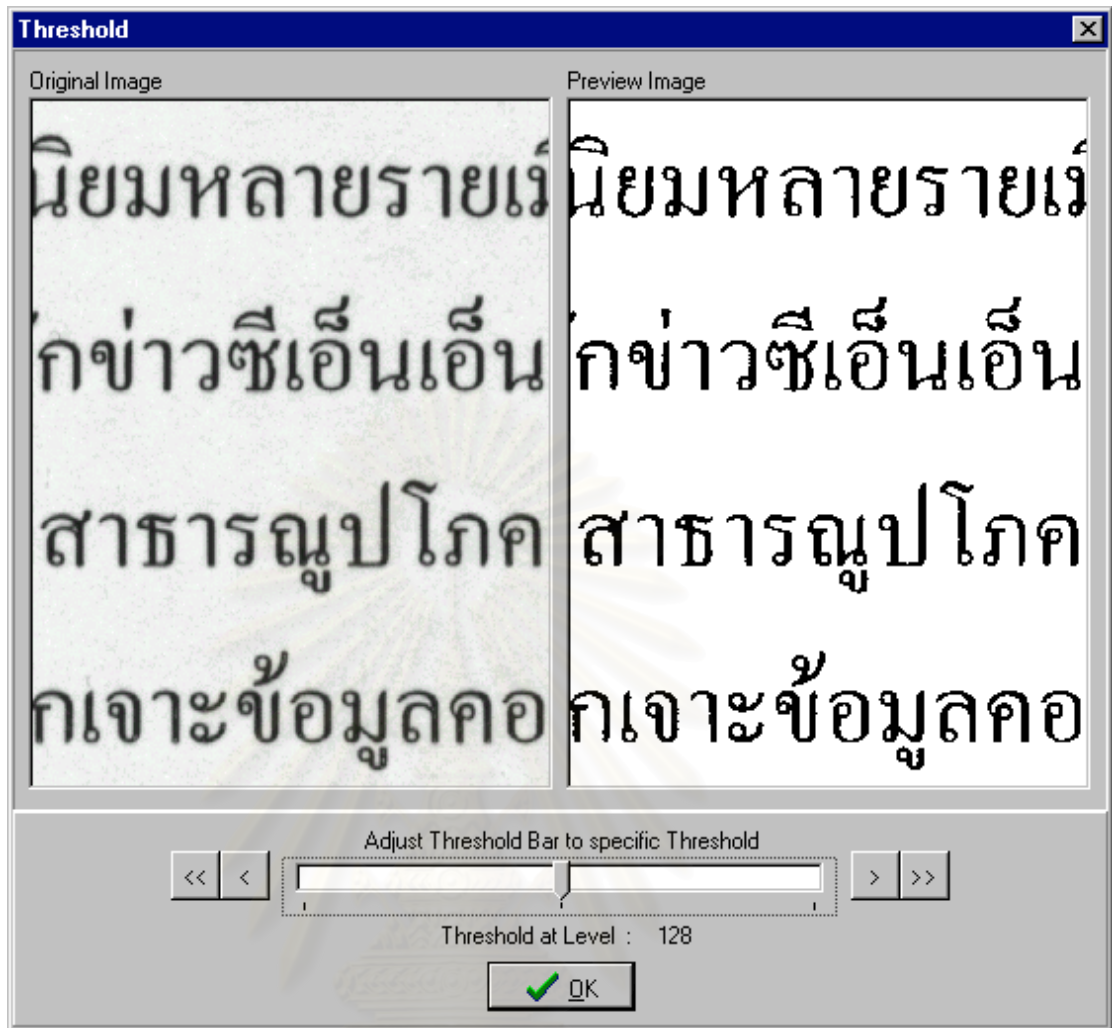 Threshold
Original Image
Preview Image
นิยมหลายรายเมื
กข่าวซีเอ็นเอ็น
สาธารณูปโภค
กเจาะข้อมูลคอ
นิยมหลายรายเ
กข่าวซีเอ็นเอ็น
สาธารณูปโภค
กเจาะข้อมูลคอ
Adjust Threshold Bar to specific Threshold
<< < > >>
Threshold at Level : 128
OK